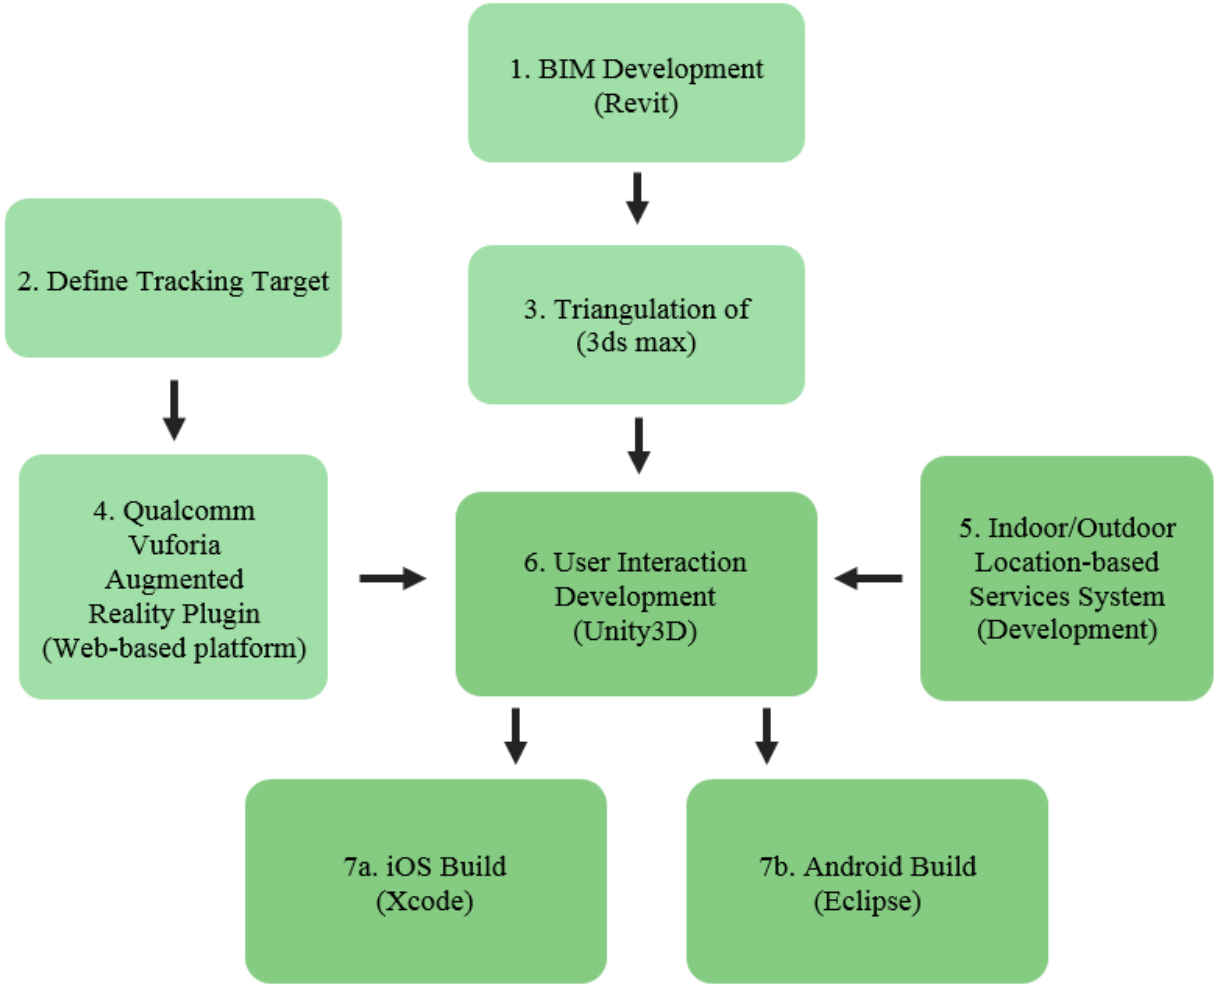 1. BIM Development
(Revit)
2. Define Tracking Target
3. Triangulation of
(3ds max)
4. Qualcomm
Vuforia
Augmented
Reality Plugin
(Web-based platform)
5. Indoor/Outdoor
Location-based
Services System
(Development)
6. User Interaction
Development
(Unity3D)
7a. iOS Build
(Xcode)
7b. Android Build
(Eclipse)